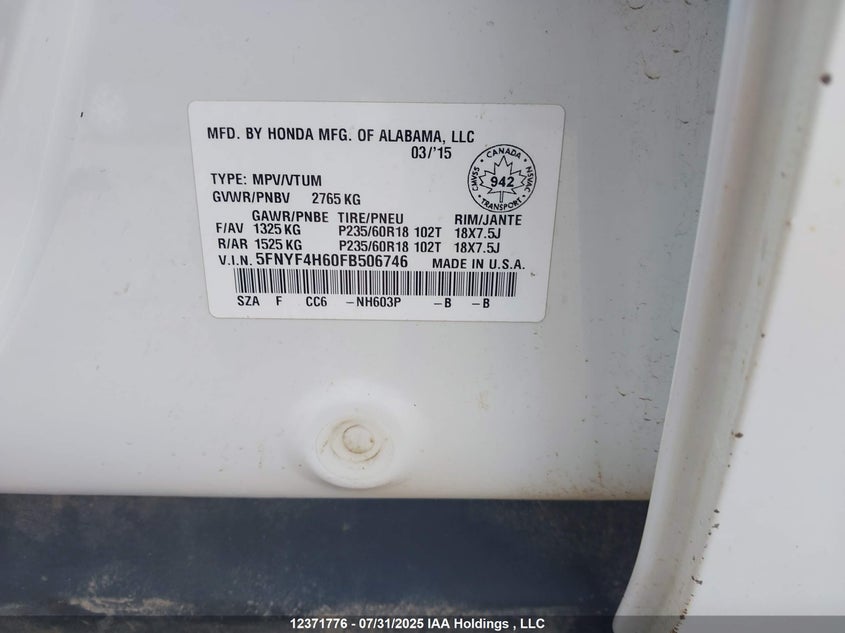 MFD. BY HONDA MFG. OF ALABAMA, LLC
03/'15
TYPE: MPV/VTUM
GVWR/PNBV 2765 KG
CANADA
CMVSS NSVAC
942
TRANSPORT
GAWR/PNBE TIRE/PNEU RIM/JANTE
F/AV 1325 KG P235/60R18 102T 18X7.5J
R/AR 1525 KG P235/60R18 102T 18X7.5J
V.I.N. 5FNYF4H60FB506746 MADE IN U.S.A.
SZA F CC6 -NH603P -B -B
12371776 - 07/31/2025 IAA Holdings , LLC